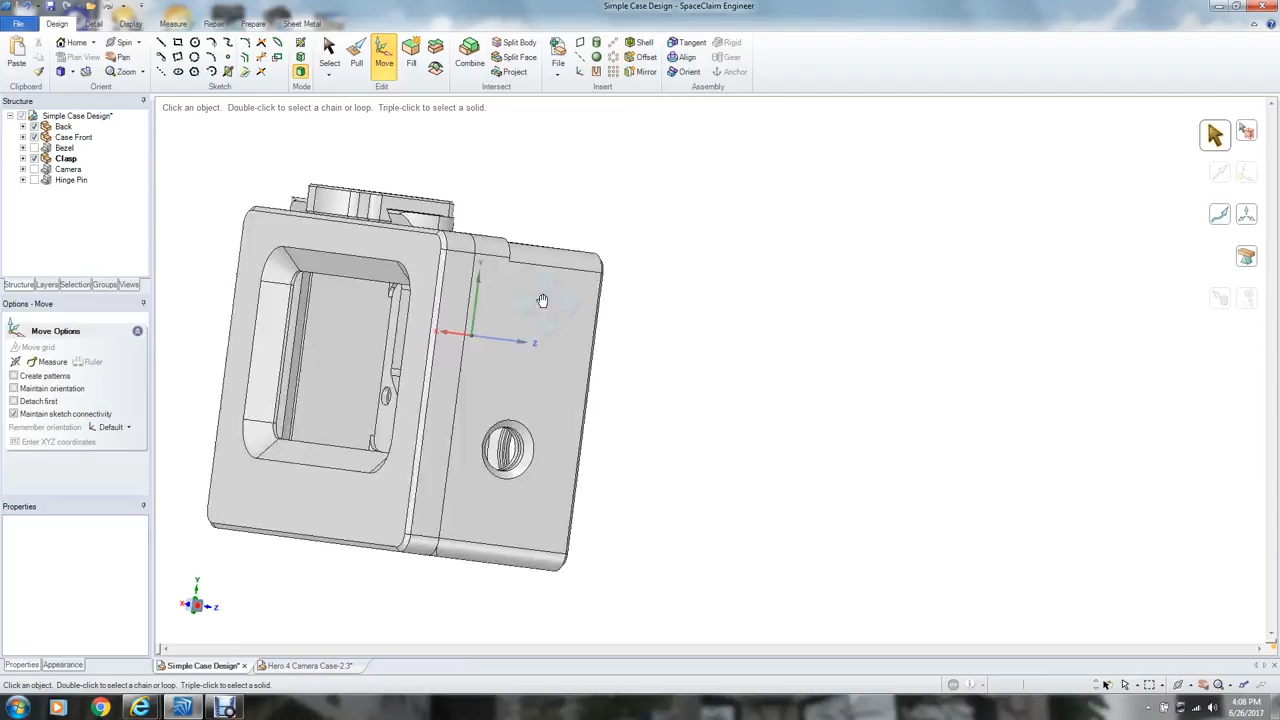 Simple Case Design - SpaceClaim Engineer
File Design Detail Display Measure Repair Prepare Sheet Metal
Home Spin Split Body Shell Tangent Rigid
Plan View Pan Split Face Offset Align Gear
Paste Zoom Select Pull Move Fill Combine Project File Mirror Orient Anchor
Clipboard Orient Sketch Mode Edit Intersect Insert Assembly
Structure
Click an object. Double-click to select a chain or loop. Triple-click to select a solid.
Simple Case Design*
Back
Case Front
Bezel
Clasp
Camera
Hinge Pin
Structure Layers Selection Groups Views
Options - Move
Move Options
Move grid
Measure Ruler
Create patterns
Maintain orientation
Detach first
Maintain sketch connectivity
Remember orientation Default
Enter XYZ coordinates
Properties
Y
X
Z
Y
X
Z
Properties Appearance
Simple Case Design* Hero 4 Camera Case-2.3*
Click an object. Double-click to select a chain or loop. Triple-click to select a solid.
4:08 PM
6/26/2017